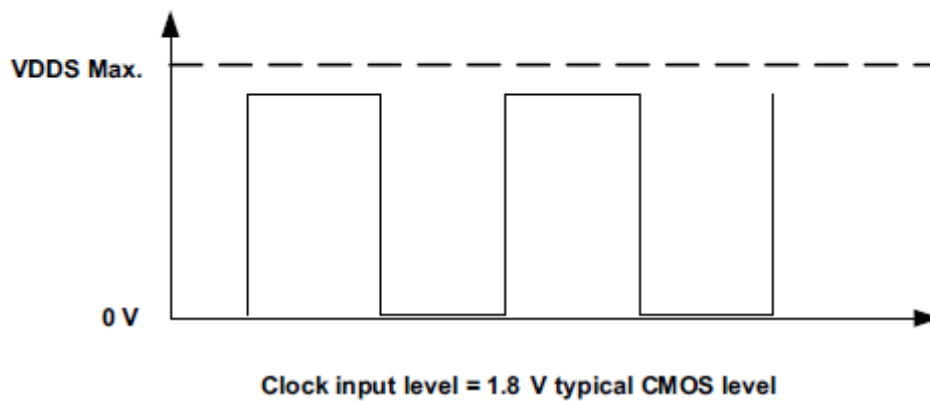 VDDS Max.
0 V
Clock input level = 1.8 V typical CMOS level